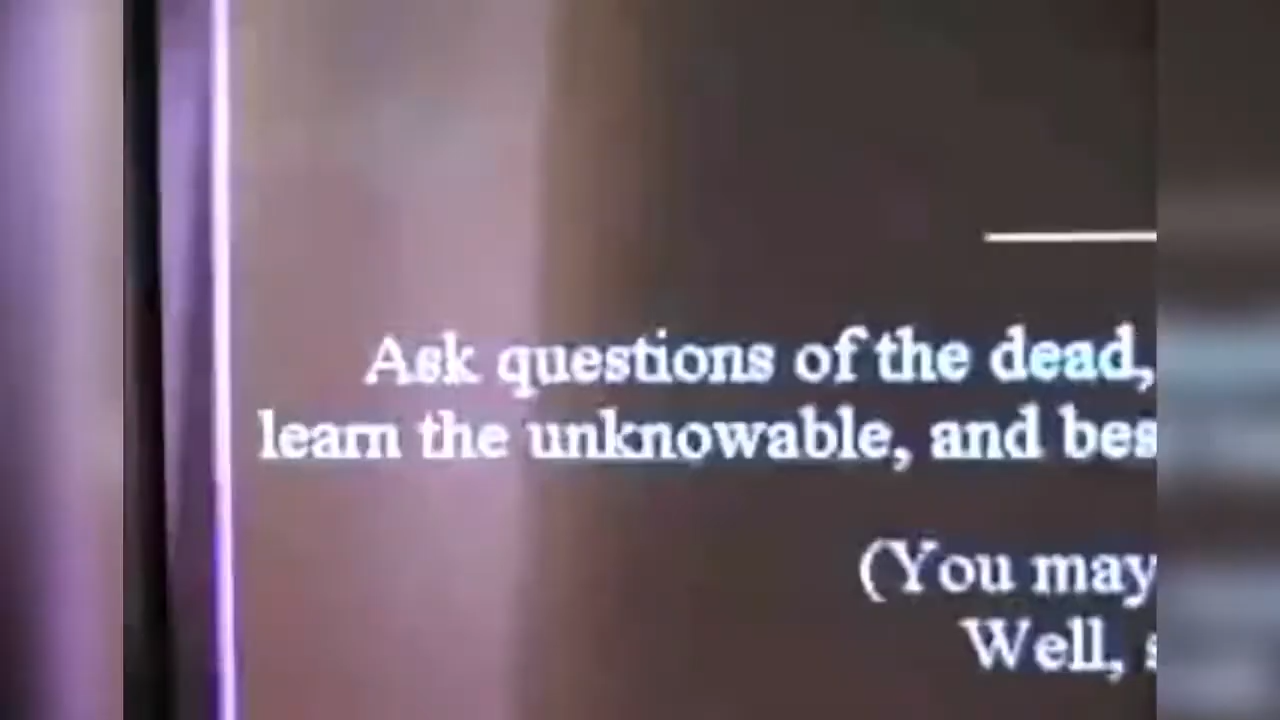 Ask questions of the dead,
learn the unknowable, and bes
(You may
Well, s